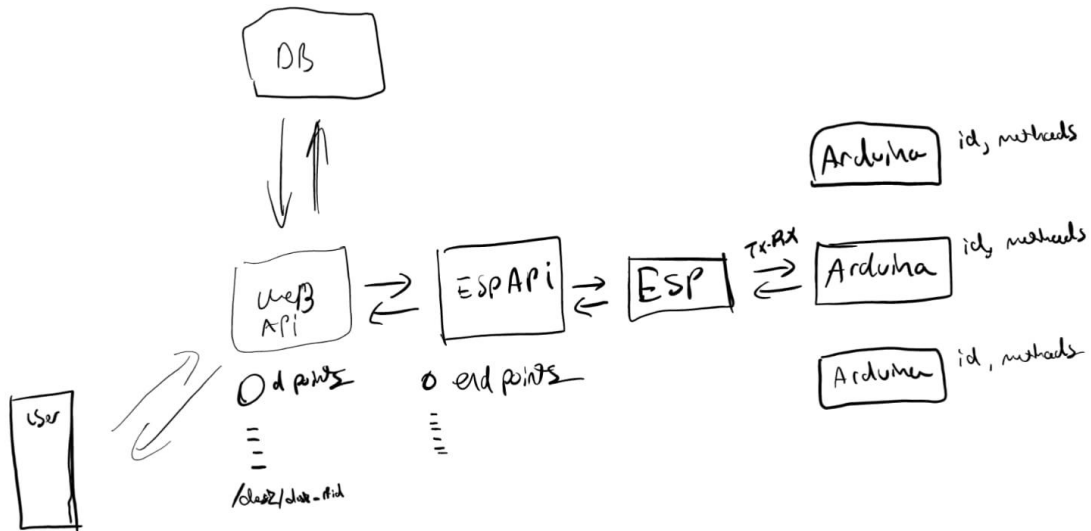 DB
Arduina
id, methods
Tx-Rx
Arduina
id, methods
WeB
API
ESPAPi
ESP
Arduina
id, methods
d points
end points
user